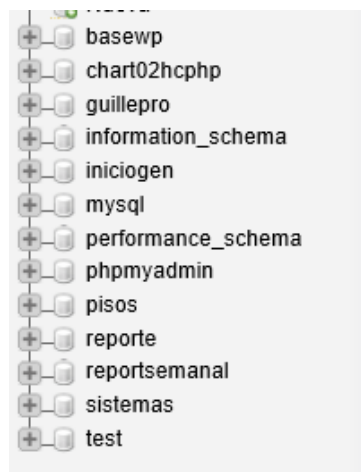 basewp
chart02hcphp
guillepro
information_schema
iniciogen
mysql
performance_schema
phpmyadmin
pisos
reporte
reportsemanal
sistemas
test